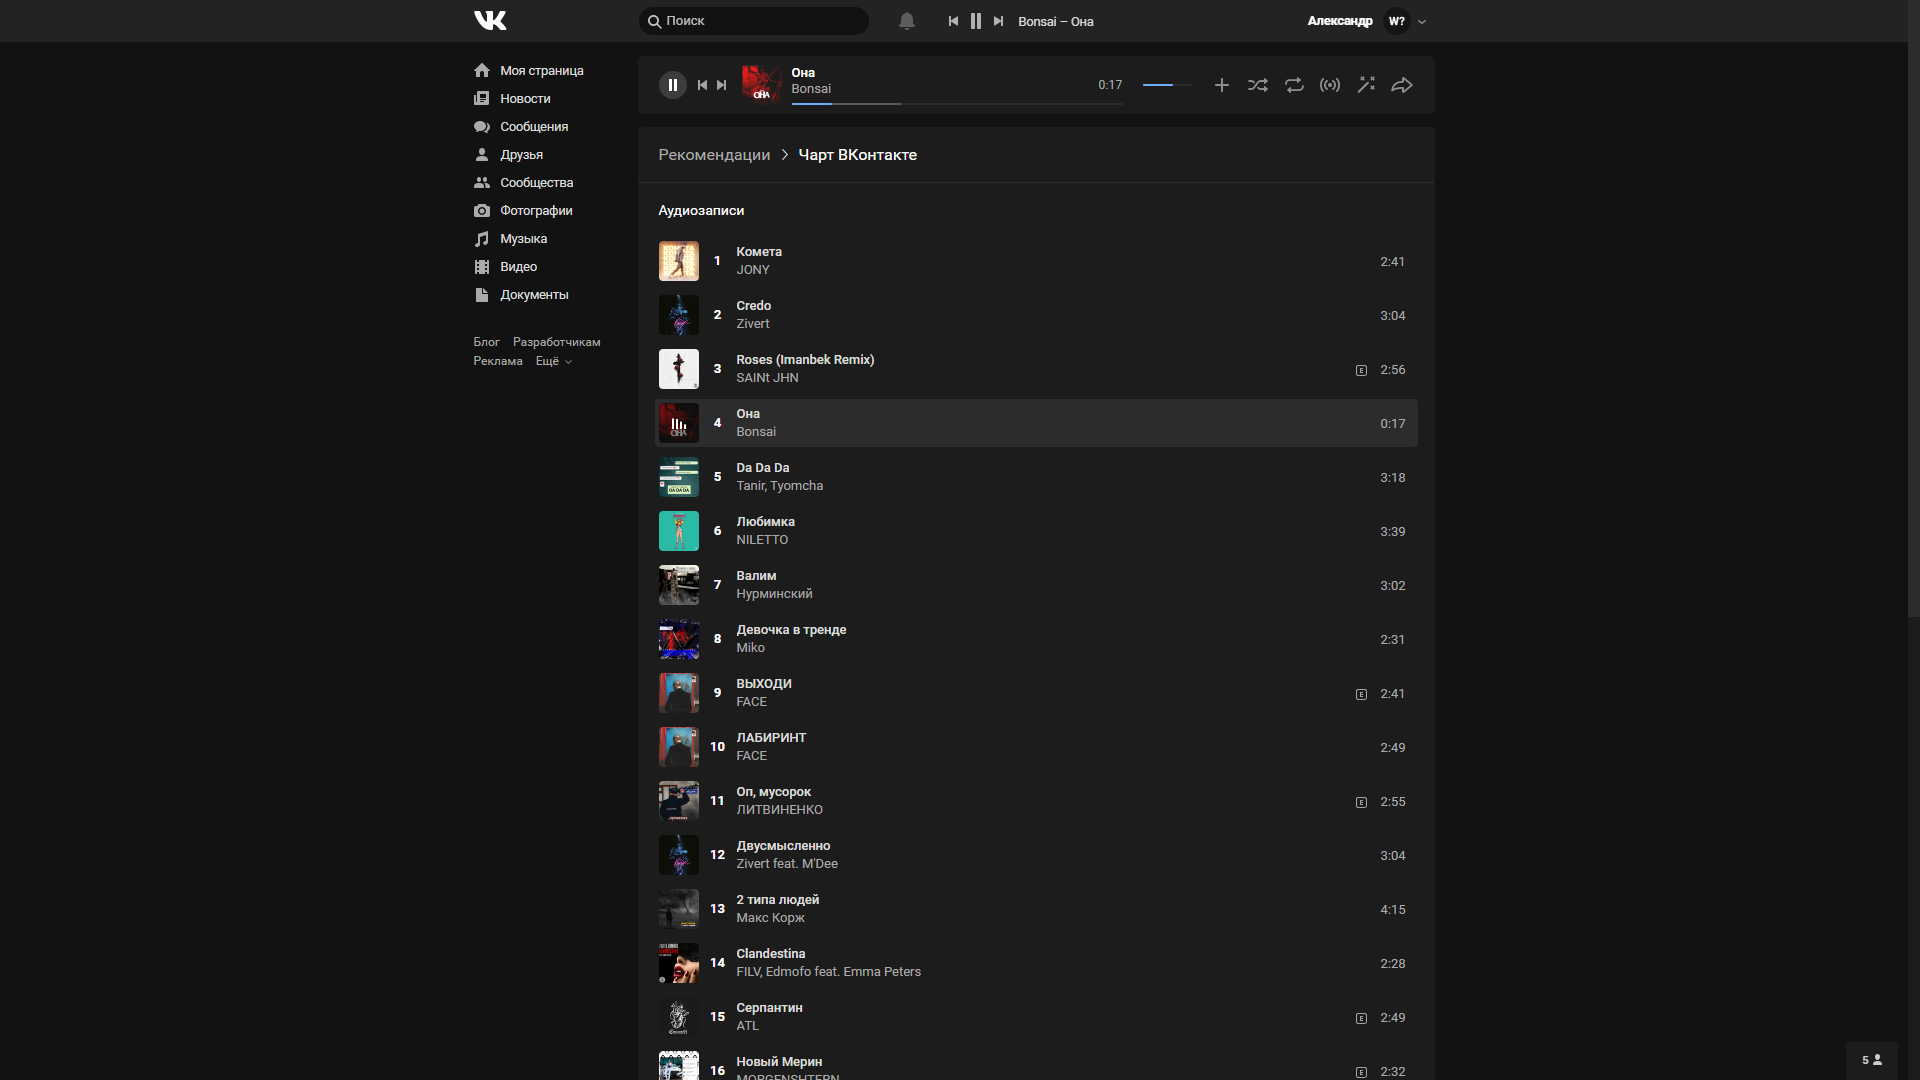 Поиск
Bonsai – Она
Александр
W?
Моя страница
Новости
Сообщения
Друзья
Сообщества
Фотографии
Музыка
Видео
Документы
Блог Разработчикам
Реклама Ещё
Она
Bonsai
0:17
Рекомендации > Чарт ВКонтакте
Аудиозаписи
1 Комета
JONY
2:41
2 Credo
Zivert
3:04
3 Roses (Imanbek Remix)
SAINt JHN
E 2:56
4 Она
Bonsai
0:17
5 Da Da Da
Tanir, Tyomcha
3:18
6 Любимка
NILETTO
3:39
7 Валим
Нурминский
3:02
8 Девочка в тренде
Miko
2:31
9 ВЫХОДИ
FACE
E 2:41
10 ЛАБИРИНТ
FACE
2:49
11 Оп, мусорок
ЛИТВИНЕНКО
E 2:55
12 Двусмысленно
Zivert feat. M'Dee
3:04
13 2 типа людей
Макс Корж
4:15
14 Clandestina
FILV, Edmofo feat. Emma Peters
2:28
15 Серпантин
ATL
E 2:49
16 Новый Мерин
MORGENSHTERN
E 2:32
5